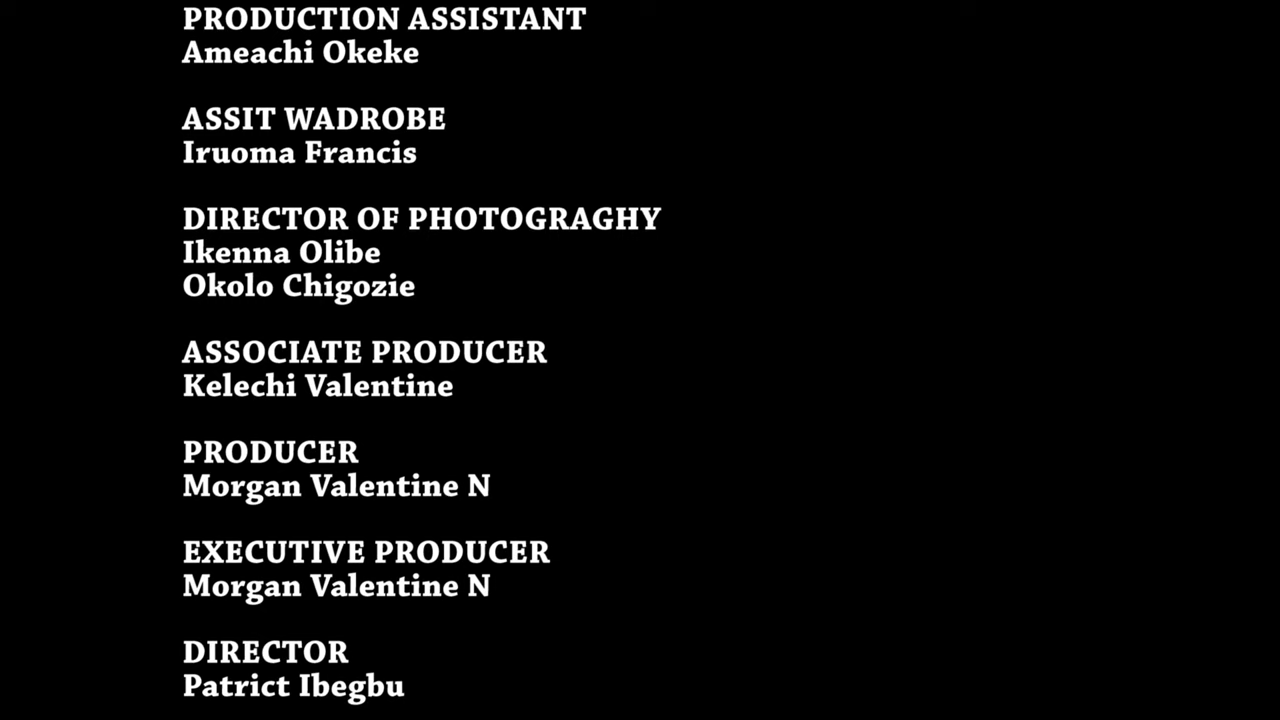 PRODUCTION ASSISTANT
Ameachi Okeke
ASSIT WADROBE
Iruoma Francis
DIRECTOR OF PHOTOGRAGHY
Ikenna Olibe
Okolo Chigozie
ASSOCIATE PRODUCER
Kelechi Valentine
PRODUCER
Morgan Valentine N
EXECUTIVE PRODUCER
Morgan Valentine N
DIRECTOR
Patrict Ibegbu